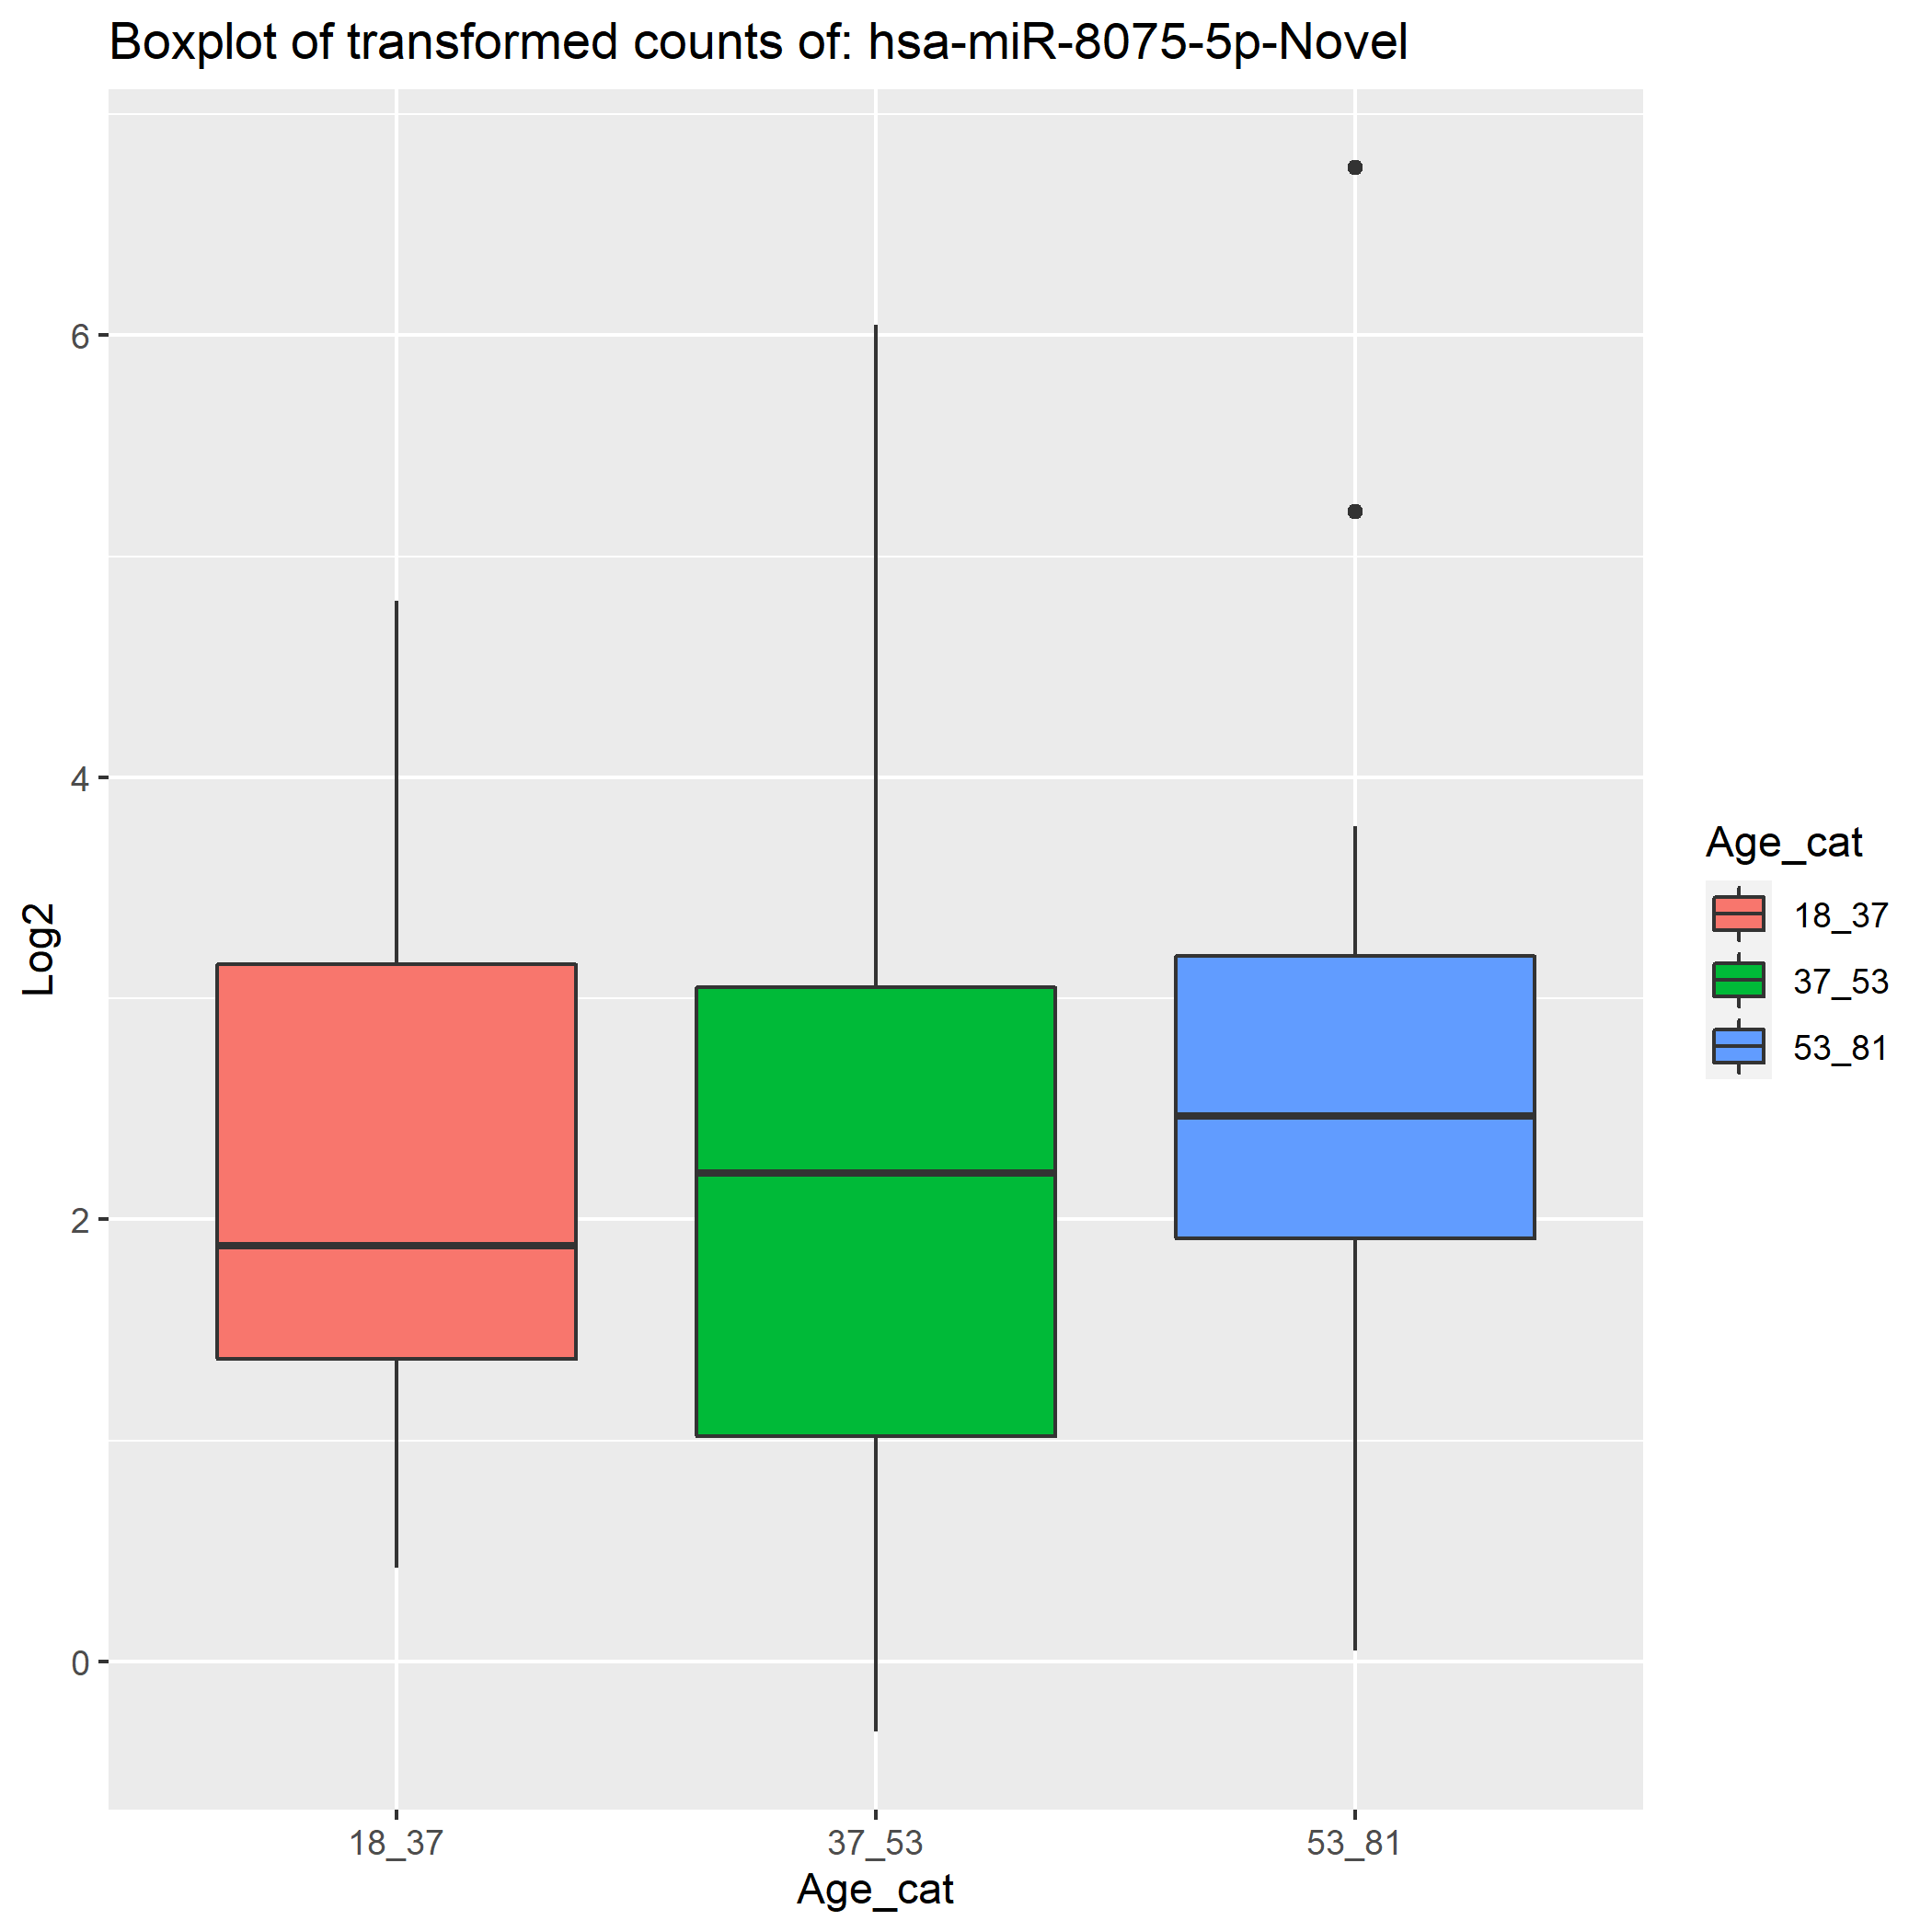 Boxplot of transformed counts of: hsa-miR-8075-5p-Novel
6
4
2
0
Log2
18_37
37_53
53_81
Age_cat
Age_cat
18_37
37_53
53_81